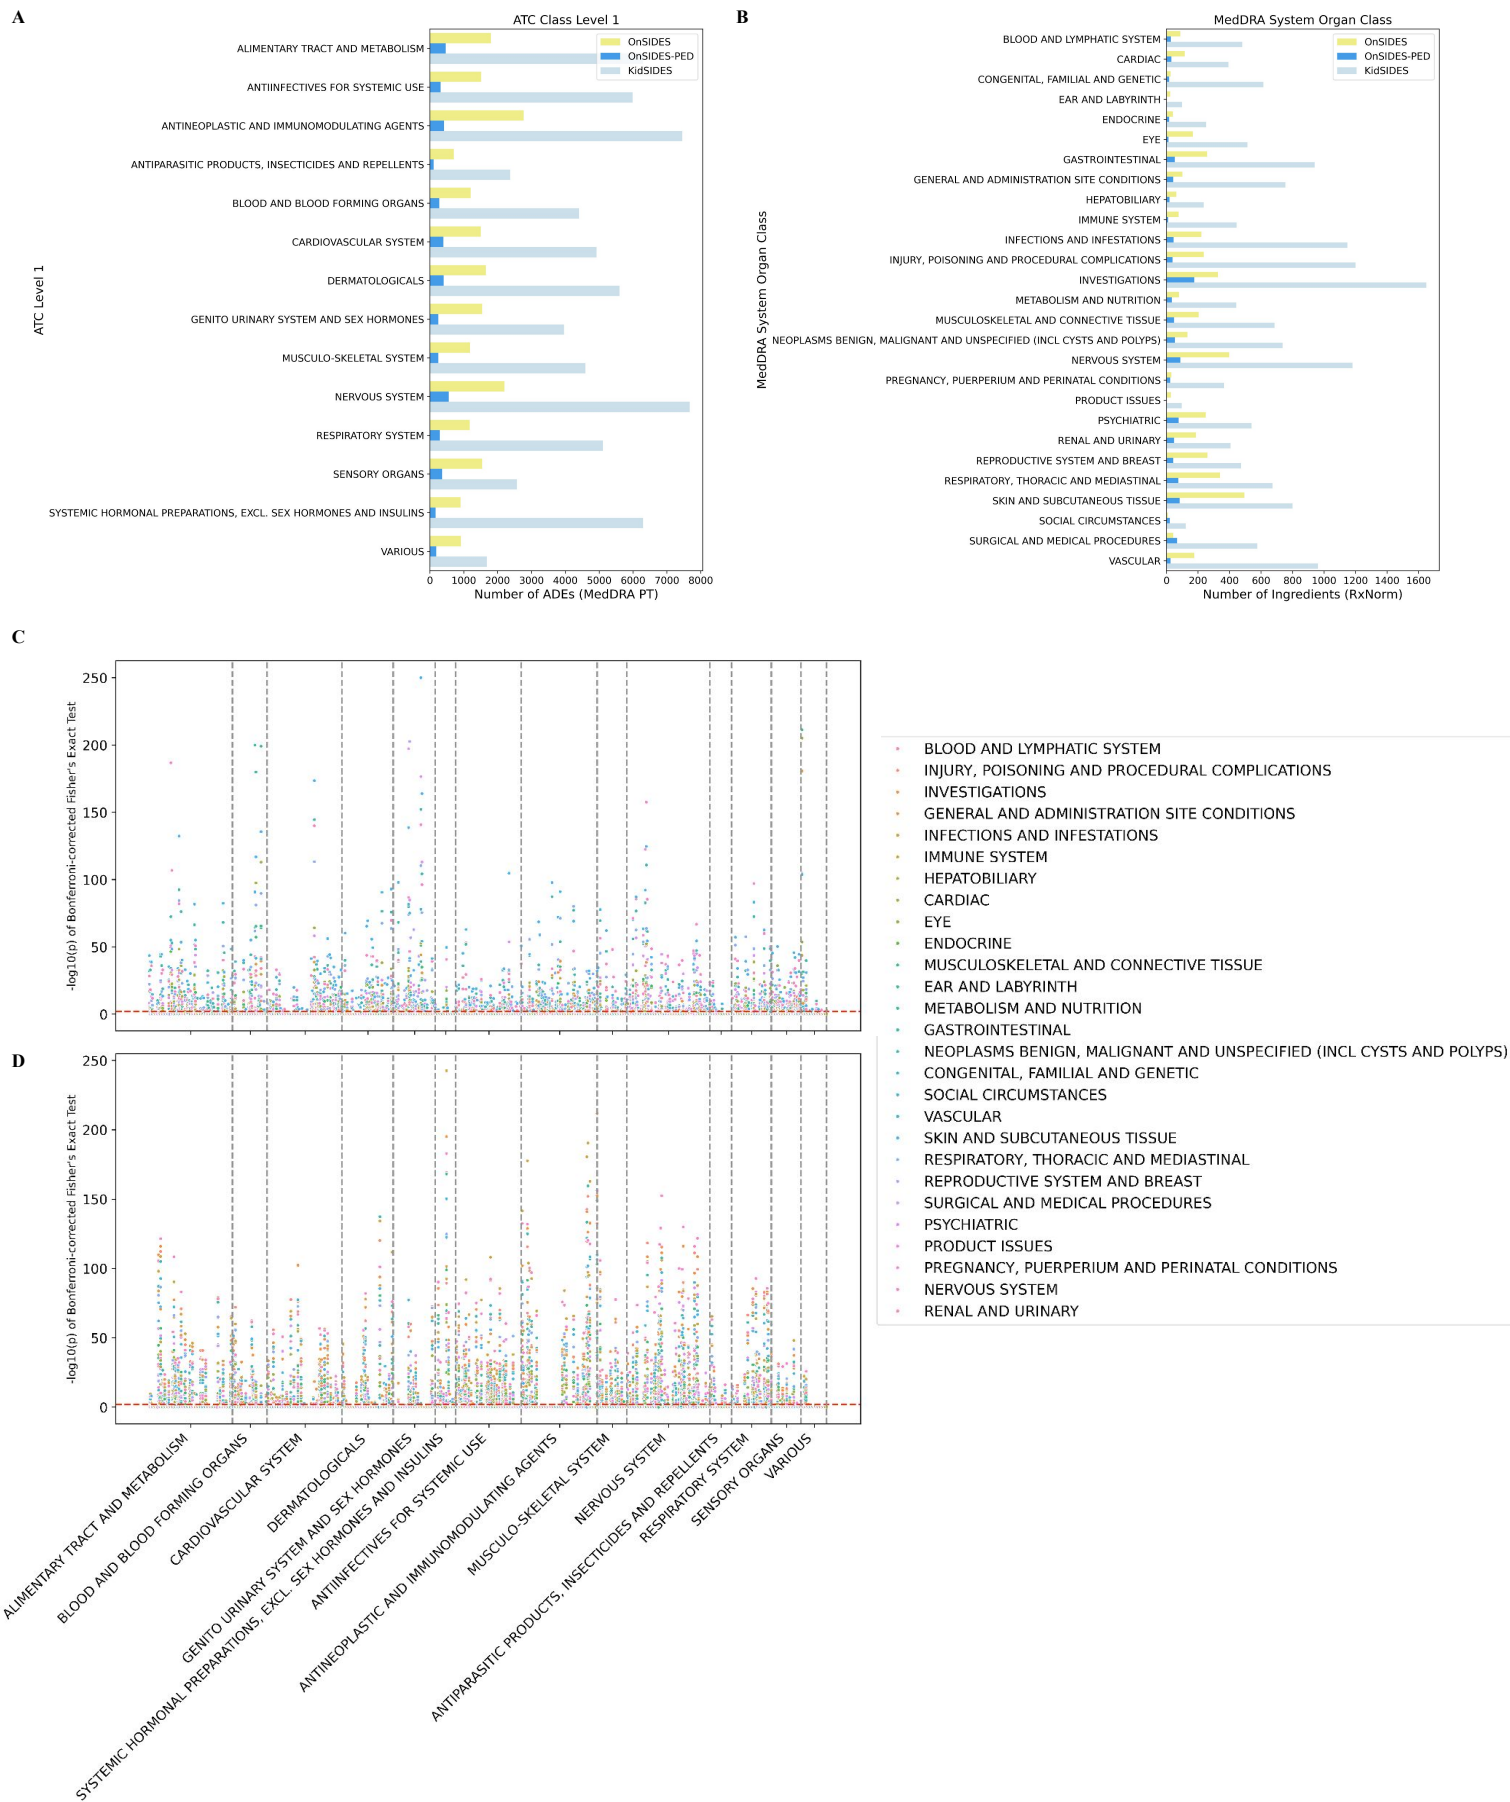 A
ATC Class Level 1
OnSIDES
OnSIDES-PED
KidSIDES
ATC Level 1
ALIMENTARY TRACT AND METABOLISM
ANTIINFECTIVES FOR SYSTEMIC USE
ANTINEOPLASTIC AND IMMUNOMODULATING AGENTS
ANTIPARASITIC PRODUCTS, INSECTICIDES AND REPELLENTS
BLOOD AND BLOOD FORMING ORGANS
CARDIOVASCULAR SYSTEM
DERMATOLOGICALS
GENITO URINARY SYSTEM AND SEX HORMONES
MUSCULO-SKELETAL SYSTEM
NERVOUS SYSTEM
RESPIRATORY SYSTEM
SENSORY ORGANS
SYSTEMIC HORMONAL PREPARATIONS, EXCL. SEX HORMONES AND INSULINS
VARIOUS
0 1000 2000 3000 4000 5000 6000 7000 8000
Number of ADEs (MedDRA PT)
B
MedDRA System Organ Class
OnSIDES
OnSIDES-PED
KidSIDES
MedDRA System Organ Class
BLOOD AND LYMPHATIC SYSTEM
CARDIAC
CONGENITAL, FAMILIAL AND GENETIC
EAR AND LABYRINTH
ENDOCRINE
EYE
GASTROINTESTINAL
GENERAL AND ADMINISTRATION SITE CONDITIONS
HEPATOBILIARY
IMMUNE SYSTEM
INFECTIONS AND INFESTATIONS
INJURY, POISONING AND PROCEDURAL COMPLICATIONS
INVESTIGATIONS
METABOLISM AND NUTRITION
MUSCULOSKELETAL AND CONNECTIVE TISSUE
NEOPLASMS BENIGN, MALIGNANT AND UNSPECIFIED (INCL CYSTS AND POLYPS)
NERVOUS SYSTEM
PREGNANCY, PUERPERIUM AND PERINATAL CONDITIONS
PRODUCT ISSUES
PSYCHIATRIC
RENAL AND URINARY
REPRODUCTIVE SYSTEM AND BREAST
RESPIRATORY, THORACIC AND MEDIASTINAL
SKIN AND SUBCUTANEOUS TISSUE
SOCIAL CIRCUMSTANCES
SURGICAL AND MEDICAL PROCEDURES
VASCULAR
0 200 400 600 800 1000 1200 1400 1600
Number of Ingredients (RxNorm)
C
-log10(p) of Bonferroni-corrected Fisher's Exact Test
250
200
150
100
50
0
D
-log10(p) of Bonferroni-corrected Fisher's Exact Test
250
200
150
100
50
0
ALIMENTARY TRACT AND METABOLISM
BLOOD AND BLOOD FORMING ORGANS
CARDIOVASCULAR SYSTEM
DERMATOLOGICALS
GENITO URINARY SYSTEM AND SEX HORMONES
SYSTEMIC HORMONAL PREPARATIONS, EXCL. SEX HORMONES AND INSULINS
ANTIINFECTIVES FOR SYSTEMIC USE
ANTINEOPLASTIC AND IMMUNOMODULATING AGENTS
MUSCULO-SKELETAL SYSTEM
NERVOUS SYSTEM
ANTIPARASITIC PRODUCTS, INSECTICIDES AND REPELLENTS
RESPIRATORY SYSTEM
SENSORY ORGANS
VARIOUS
BLOOD AND LYMPHATIC SYSTEM
INJURY, POISONING AND PROCEDURAL COMPLICATIONS
INVESTIGATIONS
GENERAL AND ADMINISTRATION SITE CONDITIONS
INFECTIONS AND INFESTATIONS
IMMUNE SYSTEM
HEPATOBILIARY
CARDIAC
EYE
ENDOCRINE
MUSCULOSKELETAL AND CONNECTIVE TISSUE
EAR AND LABYRINTH
METABOLISM AND NUTRITION
GASTROINTESTINAL
NEOPLASMS BENIGN, MALIGNANT AND UNSPECIFIED (INCL CYSTS AND POLYPS)
CONGENITAL, FAMILIAL AND GENETIC
SOCIAL CIRCUMSTANCES
VASCULAR
SKIN AND SUBCUTANEOUS TISSUE
RESPIRATORY, THORACIC AND MEDIASTINAL
REPRODUCTIVE SYSTEM AND BREAST
SURGICAL AND MEDICAL PROCEDURES
PSYCHIATRIC
PRODUCT ISSUES
PREGNANCY, PUERPERIUM AND PERINATAL CONDITIONS
NERVOUS SYSTEM
RENAL AND URINARY